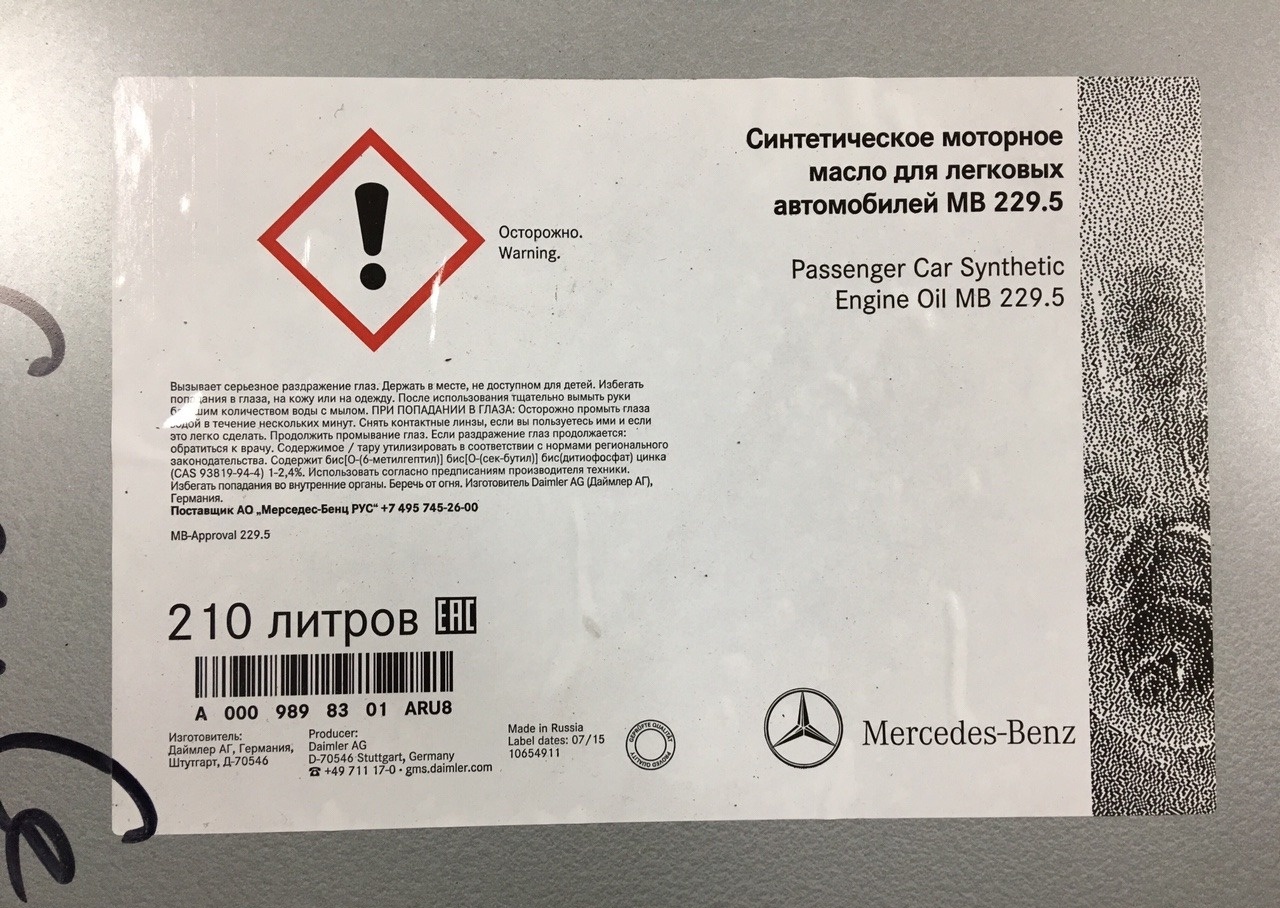 Синтетическое моторное
масло для легковых
автомобилей МВ 229.5
Passenger Car Synthetic
Engine Oil MB 229.5
Осторожно.
Warning.
Вызывает серьезное раздражение глаз. Держать в месте, не доступном для детей. Избегать
попадания в глаза, на кожу или на одежду. После использования тщательно вымыть руки
большим количеством воды с мылом. ПРИ ПОПАДАНИИ В ГЛАЗА: Осторожно промыть глаза
водой в течение нескольких минут. Снять контактные линзы, если вы пользуетесь ими и если
это легко сделать. Продолжить промывание глаз. Если раздражение глаз продолжается:
обратиться к врачу. Содержимое / тару утилизировать в соответствии с нормами регионального
законодательства. Содержит бис[О-(6-метилгептил)] бис[О-(сек-бутил)] бис(дитиофосфат) цинка
(CAS 93819-94-4) 1-2,4%. Использовать согласно предписаниям производителя техники.
Избегать попадания во внутренние органы. Беречь от огня. Изготовитель Daimler AG (Даймлер АГ),
Германия.
Поставщик АО „Мерседес-Бенц РУС“ +7 495 745-26-00
MB-Approval 229.5
210 литров EAC
A 000 989 83 01 ARU8
Изготовитель:
Даймлер АГ, Германия,
Штутгарт, Д-70546
Producer:
Daimler AG
D-70546 Stuttgart, Germany
☎ +49 711 17-0 · gms.daimler.com
Made in Russia
Label dates: 07/15
10654911
GEPRÜFTE QUALITÄT
PROVED QUALITY
Mercedes-Benz